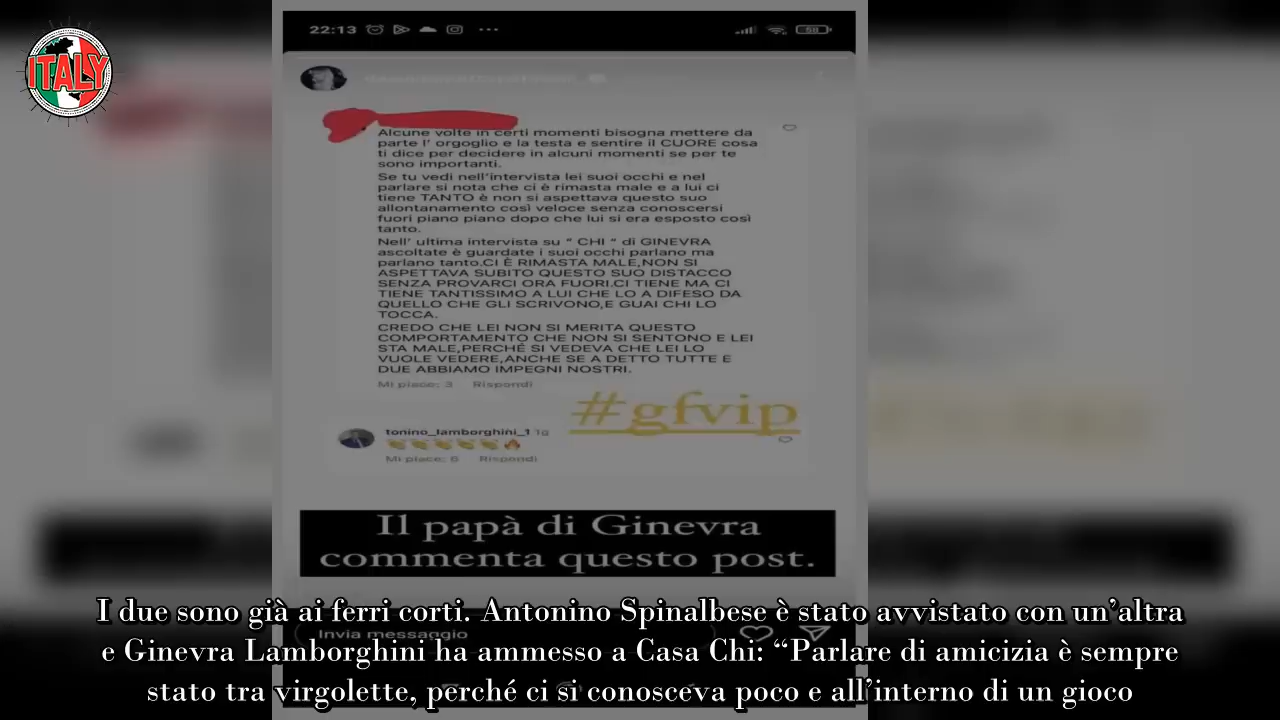 ITALY
22:13
58
Alcune volte in certi momenti bisogna mettere da
parte l' orgoglio e la testa e sentire il CUORE cosa
ti dice per decidere in alcuni momenti se per te
sono importanti.
Se tu vedi nell'intervista lei suoi occhi e nel
parlare si nota che ci è rimasta male e a lui ci
tiene TANTO è non si aspettava questo suo
allontanamento così veloce senza conoscersi
fuori piano piano dopo che lui si era esposto così
tanto.
Nell' ultima intervista su " CHI " di GINEVRA
ascoltate è guardate i suoi occhi parlano ma
parlano tanto.CI È RIMASTA MALE,NON SI
ASPETTAVA SUBITO QUESTO SUO DISTACCO
SENZA PROVARCI ORA FUORI.CI TIENE MA CI
TIENE TANTISSIMO A LUI CHE LO A DIFESO DA
QUELLO CHE GLI SCRIVONO,E GUAI CHI LO
TOCCA.
CREDO CHE LEI NON SI MERITA QUESTO
COMPORTAMENTO CHE NON SI SENTONO E LEI
STA MALE,PERCHÉ SI VEDEVA CHE LEI LO
VUOLE VEDERE,ANCHE SE A DETTO TUTTE E
DUE ABBIAMO IMPEGNI NOSTRI.
Mi piace: 3 Rispondi
#gfvip
tonino_lamborghini_1 1g
Mi piace: 6 Rispondi
Il papà di Ginevra
commenta questo post.
Invia messaggio
I due sono già ai ferri corti. Antonino Spinalbese è stato avvistato con un'altra
e Ginevra Lamborghini ha ammesso a Casa Chi: “Parlare di amicizia è sempre
stato tra virgolette, perché ci si conosceva poco e all'interno di un gioco